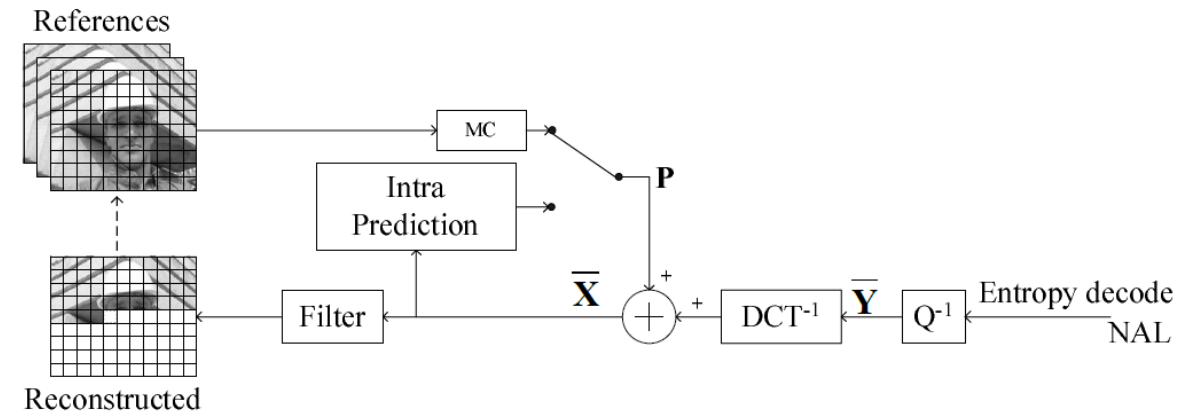 References
MC
Intra
Prediction
P
+
+
X̅
Filter
DCT⁻¹
Y̅
Q⁻¹
Entropy decode
NAL
Reconstructed